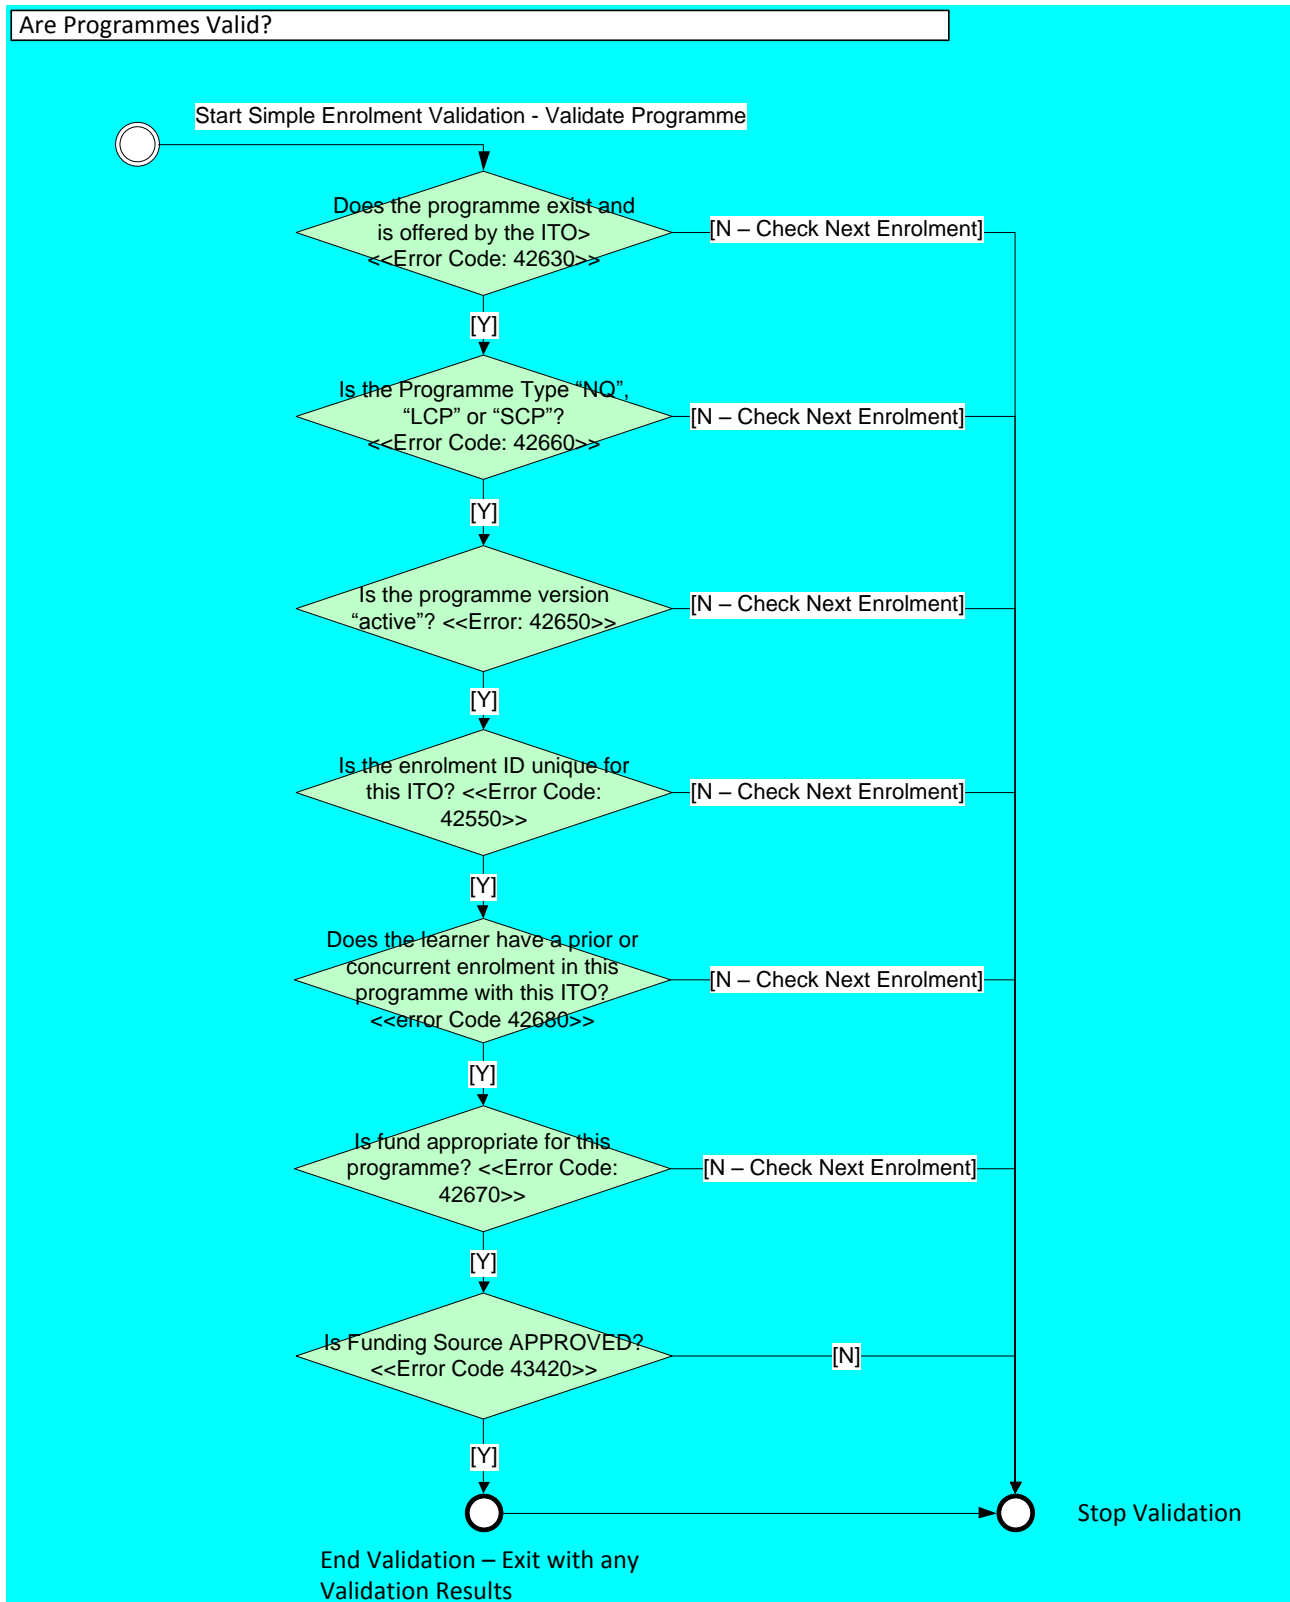 Are Programmes Valid?
Start Simple Enrolment Validation - Validate Programme
Does the programme exist and
is offered by the ITO>
<<Error Code: 42630>>
[N – Check Next Enrolment]
[Y]
Is the Programme Type “NQ”,
“LCP” or “SCP”?
<<Error Code: 42660>>
[N – Check Next Enrolment]
[Y]
Is the programme version
“active”? <<Error: 42650>>
[N – Check Next Enrolment]
[Y]
Is the enrolment ID unique for
this ITO? <<Error Code:
42550>>
[N – Check Next Enrolment]
[Y]
Does the learner have a prior or
concurrent enrolment in this
programme with this ITO?
<<error Code 42680>>
[N – Check Next Enrolment]
[Y]
Is fund appropriate for this
programme? <<Error Code:
42670>>
[N – Check Next Enrolment]
[Y]
Is Funding Source APPROVED?
<<Error Code 43420>>
[N]
[Y]
Stop Validation
End Validation – Exit with any
Validation Results